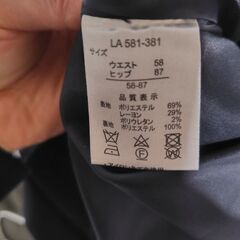 LA 581-381
サイズ
ウエスト 58
ヒップ 87
58-87
品質表示
表地 ポリエステル 69%
レーヨン 29%
ポリウレタン 2%
裏地 ポリエステル 100%